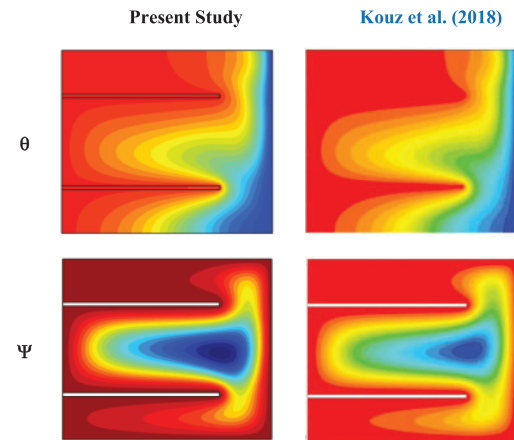 Present Study
Kouz et al. (2018)
θ
Ψ